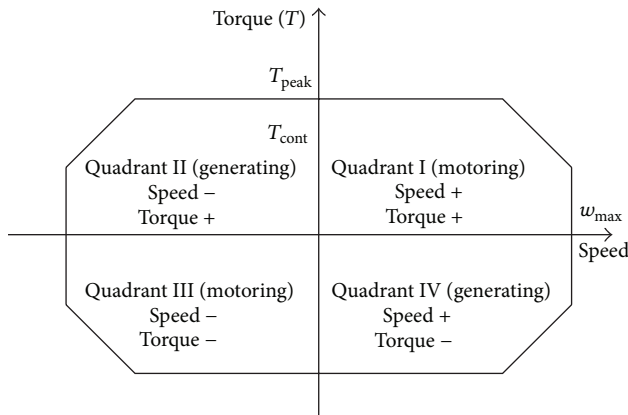 Torque (T)
T_peak
T_cont
Quadrant II (generating)
Speed −
Torque +
Quadrant I (motoring)
Speed +
Torque +
w_max
Speed
Quadrant III (motoring)
Speed −
Torque −
Quadrant IV (generating)
Speed +
Torque −